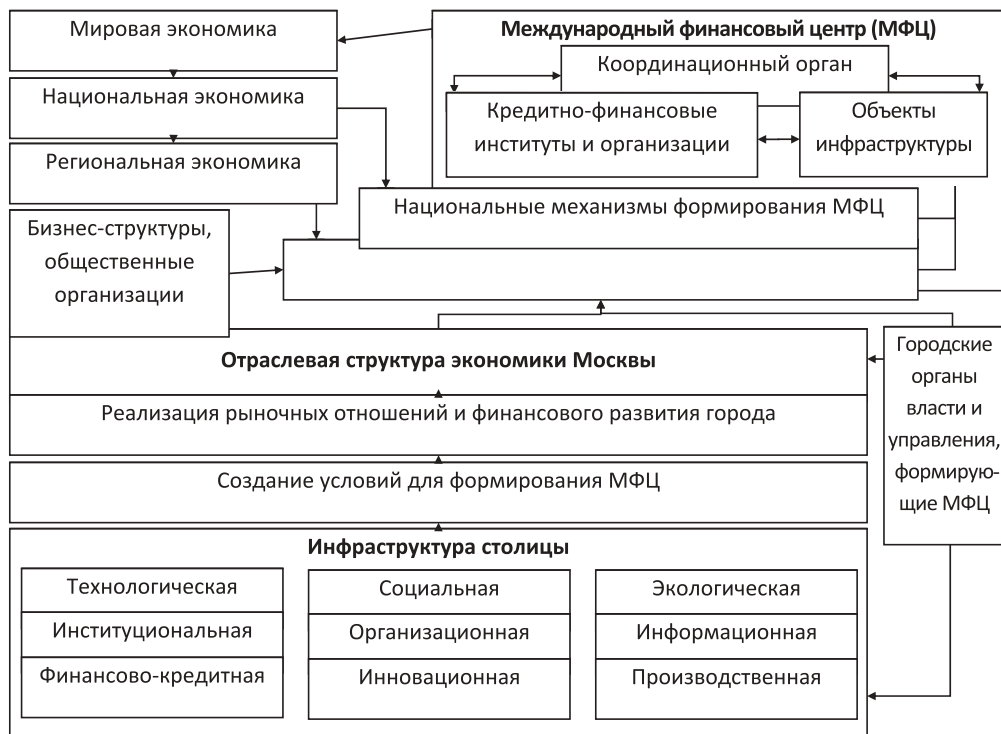 Мировая экономика
Национальная экономика
Региональная экономика
Бизнес-структуры,
общественные
организации
Международный финансовый центр (МФЦ)
Координационный орган
Кредитно-финансовые
институты и организации
Объекты
инфраструктуры
Национальные механизмы формирования МФЦ
Отраслевая структура экономики Москвы
Реализация рыночных отношений и финансового развития города
Создание условий для формирования МФЦ
Городские
органы
власти и
управления,
формирую-
щие МФЦ
Инфраструктура столицы
Технологическая
Институциональная
Финансово-кредитная
Социальная
Организационная
Инновационная
Экологическая
Информационная
Производственная